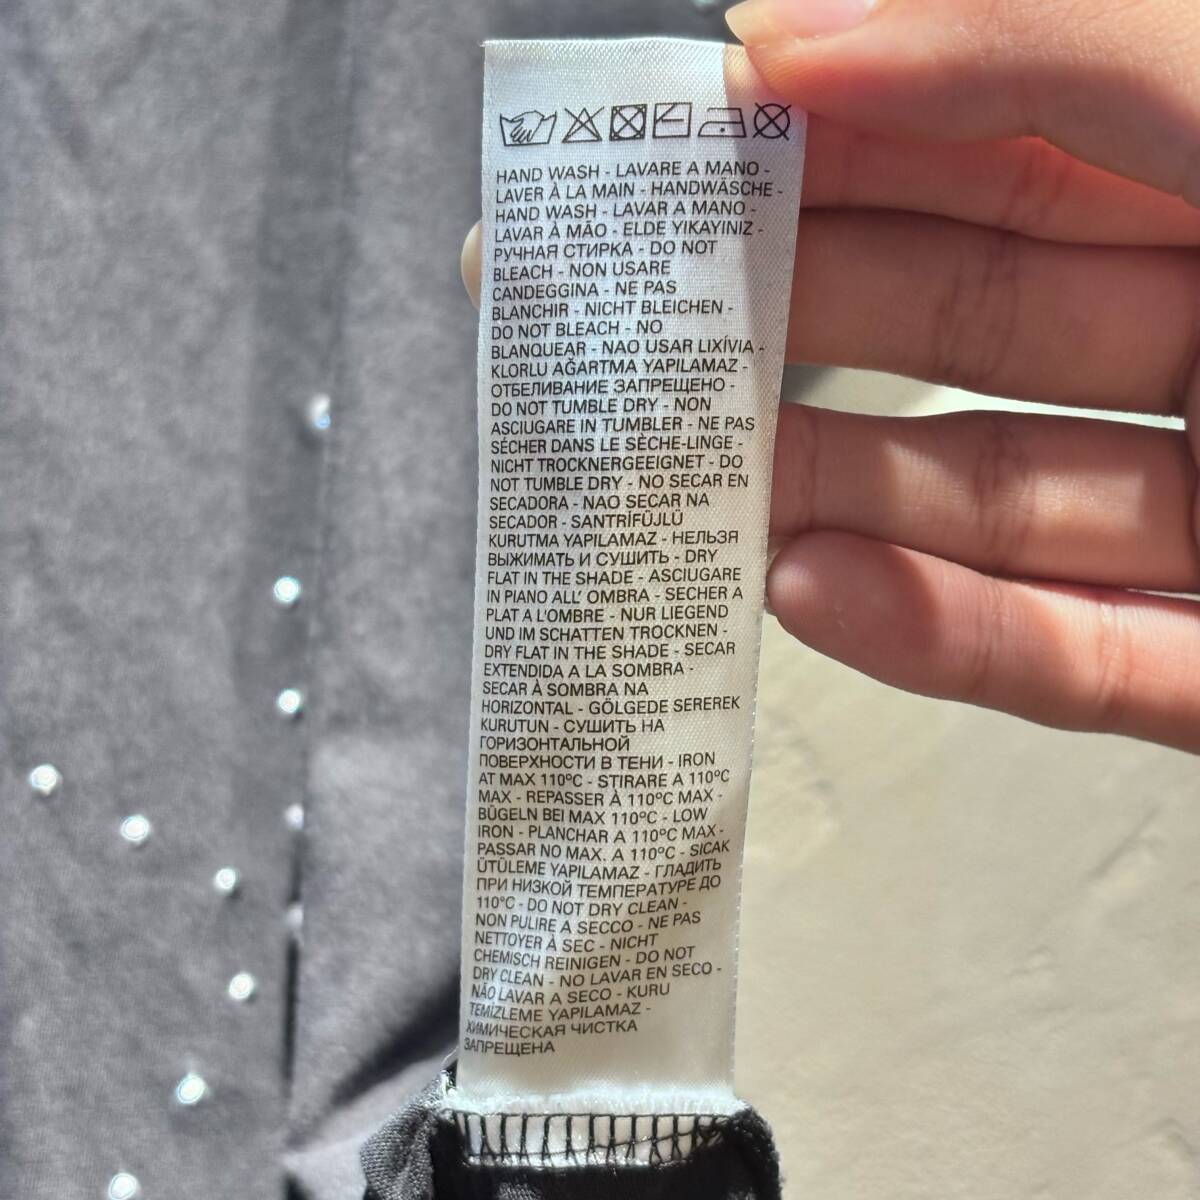 HAND WASH - LAVARE A MANO -
LAVER À LA MAIN - HANDWÄSCHE -
HAND WASH - LAVAR A MANO -
LAVAR À MÃO - ELDE YIKAYINIZ -
РУЧНАЯ СТИРКА - DO NOT
BLEACH - NON USARE
CANDEGGINA - NE PAS
BLANCHIR - NICHT BLEICHEN -
DO NOT BLEACH - NO
BLANQUEAR - NAO USAR LIXÍVIA -
KLORLU AĞARTMA YAPILAMAZ -
ОТБЕЛИВАНИЕ ЗАПРЕЩЕНО -
DO NOT TUMBLE DRY - NON
ASCIUGARE IN TUMBLER - NE PAS
SÉCHER DANS LE SÈCHE-LINGE -
NICHT TROCKNERGEEIGNET - DO
NOT TUMBLE DRY - NO SECAR EN
SECADORA - NAO SECAR NA
SECADOR - SANTRİFÜJLÜ
KURUTMA YAPILAMAZ - НЕЛЬЗЯ
ВЫЖИМАТЬ И СУШИТЬ - DRY
FLAT IN THE SHADE - ASCIUGARE
IN PIANO ALL' OMBRA - SECHER A
PLAT A L'OMBRE - NUR LIEGEND
UND IM SCHATTEN TROCKNEN -
DRY FLAT IN THE SHADE - SECAR
EXTENDIDA A LA SOMBRA -
SECAR À SOMBRA NA
HORIZONTAL - GÖLGEDE SEREREK
KURUTUN - СУШИТЬ НА
ГОРИЗОНТАЛЬНОЙ
ПОВЕРХНОСТИ В ТЕНИ - IRON
AT MAX 110ºC - STIRARE A 110ºC
MAX - REPASSER À 110ºC MAX -
BÜGELN BEI MAX 110ºC - LOW
IRON - PLANCHAR A 110ºC MAX -
PASSAR NO MAX. A 110ºC - SICAK
ÜTÜLEME YAPILAMAZ - ГЛАДИТЬ
ПРИ НИЗКОЙ ТЕМПЕРАТУРЕ ДО
110ºC - DO NOT DRY CLEAN -
NON PULIRE A SECCO - NE PAS
NETTOYER À SEC - NICHT
CHEMISCH REINIGEN - DO NOT
DRY CLEAN - NO LAVAR EN SECO -
NÃO LAVAR A SECO - KURU
TEMİZLEME YAPILAMAZ -
ХИМИЧЕСКАЯ ЧИСТКА
ЗАПРЕЩЕНА